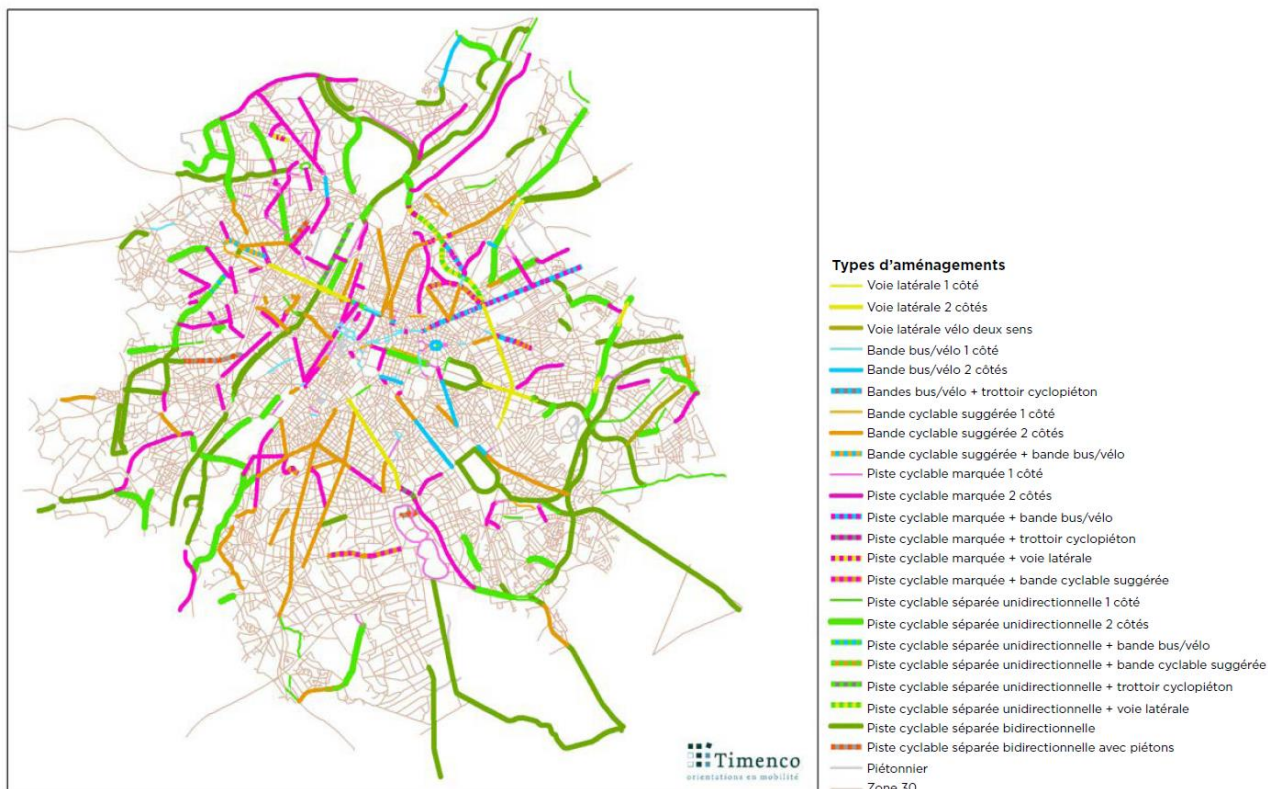 Types d'aménagements
Voie latérale 1 côté
Voie latérale 2 côtés
Voie latérale vélo deux sens
Bande bus/vélo 1 côté
Bande bus/vélo 2 côtés
Bandes bus/vélo + trottoir cyclopiéton
Bande cyclable suggérée 1 côté
Bande cyclable suggérée 2 côtés
Bande cyclable suggérée + bande bus/vélo
Piste cyclable marquée 1 côté
Piste cyclable marquée 2 côtés
Piste cyclable marquée + bande bus/vélo
Piste cyclable marquée + trottoir cyclopiéton
Piste cyclable marquée + voie latérale
Piste cyclable marquée + bande cyclable suggérée
Piste cyclable séparée unidirectionnelle 1 côté
Piste cyclable séparée unidirectionnelle 2 côtés
Piste cyclable séparée unidirectionnelle + bande bus/vélo
Piste cyclable séparée unidirectionnelle + bande cyclable suggérée
Piste cyclable séparée unidirectionnelle + trottoir cyclopiéton
Piste cyclable séparée unidirectionnelle + voie latérale
Piste cyclable séparée bidirectionnelle
Piste cyclable séparée bidirectionnelle avec piétons
Piétonnier
Zone 30
Timenco
orientations en mobilité